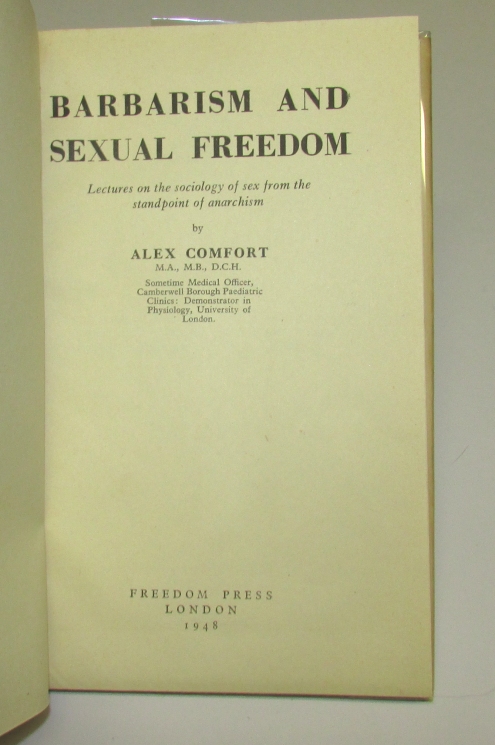 BARBARISM AND
SEXUAL FREEDOM
Lectures on the sociology of sex from the
standpoint of anarchism
by
ALEX COMFORT
M.A., M.B., D.C.H.
Sometime Medical Officer,
Camberwell Borough Paediatric
Clinics: Demonstrator in
Physiology, University of
London.
FREEDOM PRESS
LONDON
1948